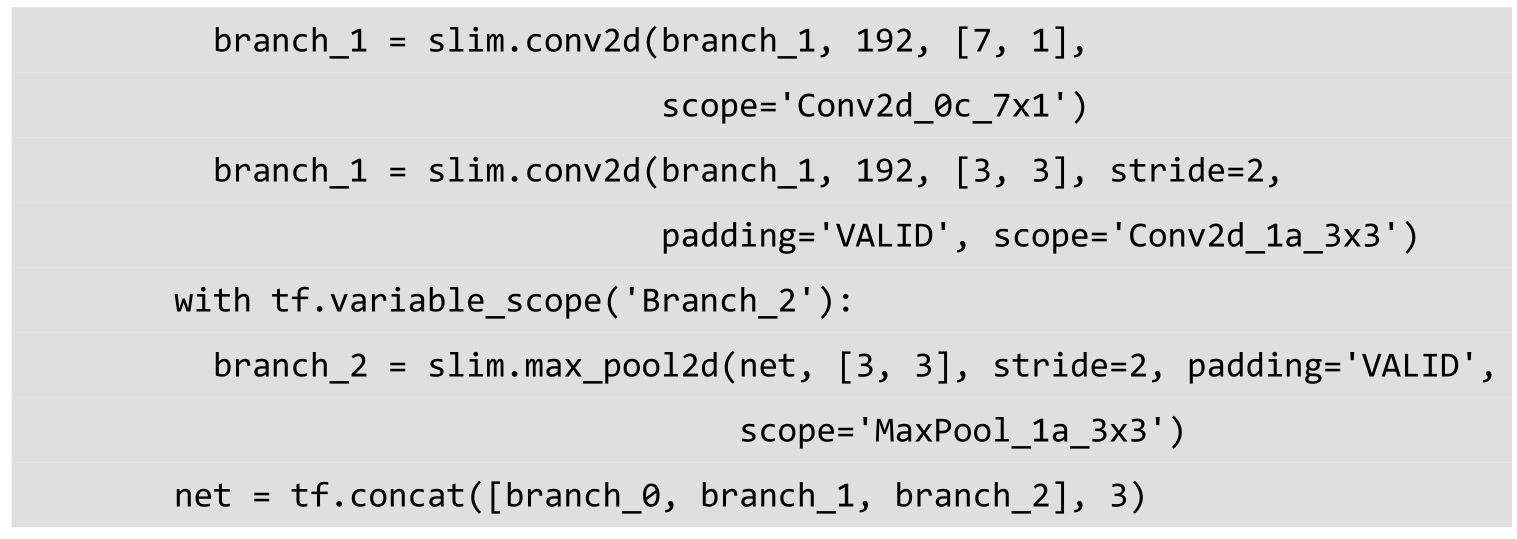 branch_1 = slim.conv2d(branch_1, 192, [7, 1],
scope='Conv2d_0c_7x1')
branch_1 = slim.conv2d(branch_1, 192, [3, 3], stride=2,
padding='VALID', scope='Conv2d_1a_3x3')
with tf.variable_scope('Branch_2'):
branch_2 = slim.max_pool2d(net, [3, 3], stride=2, padding='VALID',
scope='MaxPool_1a_3x3')
net = tf.concat([branch_0, branch_1, branch_2], 3)